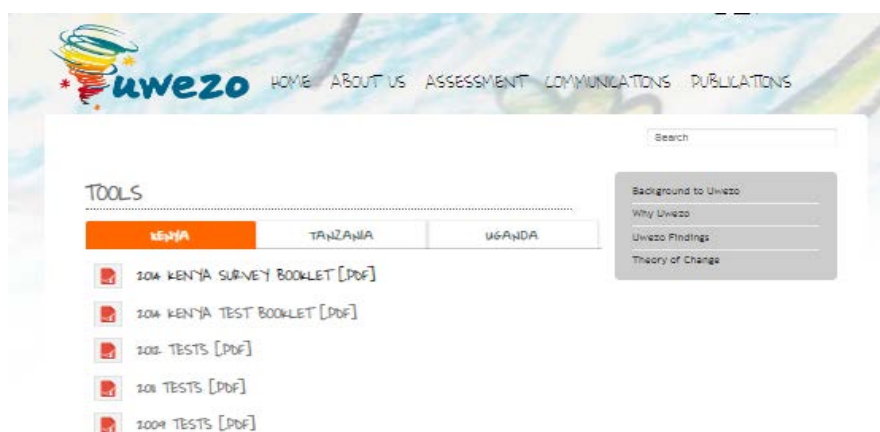 uwezo
HOME ABOUT US ASSESSMENT COMMUNICATIONS PUBLICATIONS
Search
TOOLS
KENYA TANZANIA UGANDA
2014 KENYA SURVEY BOOKLET [PDF]
2014 KENYA TEST BOOKLET [PDF]
2012 TESTS [PDF]
2011 TESTS [PDF]
2009 TESTS [PDF]
Background to Uwezo
Why Uwezo
Uwezo Findings
Theory of Change